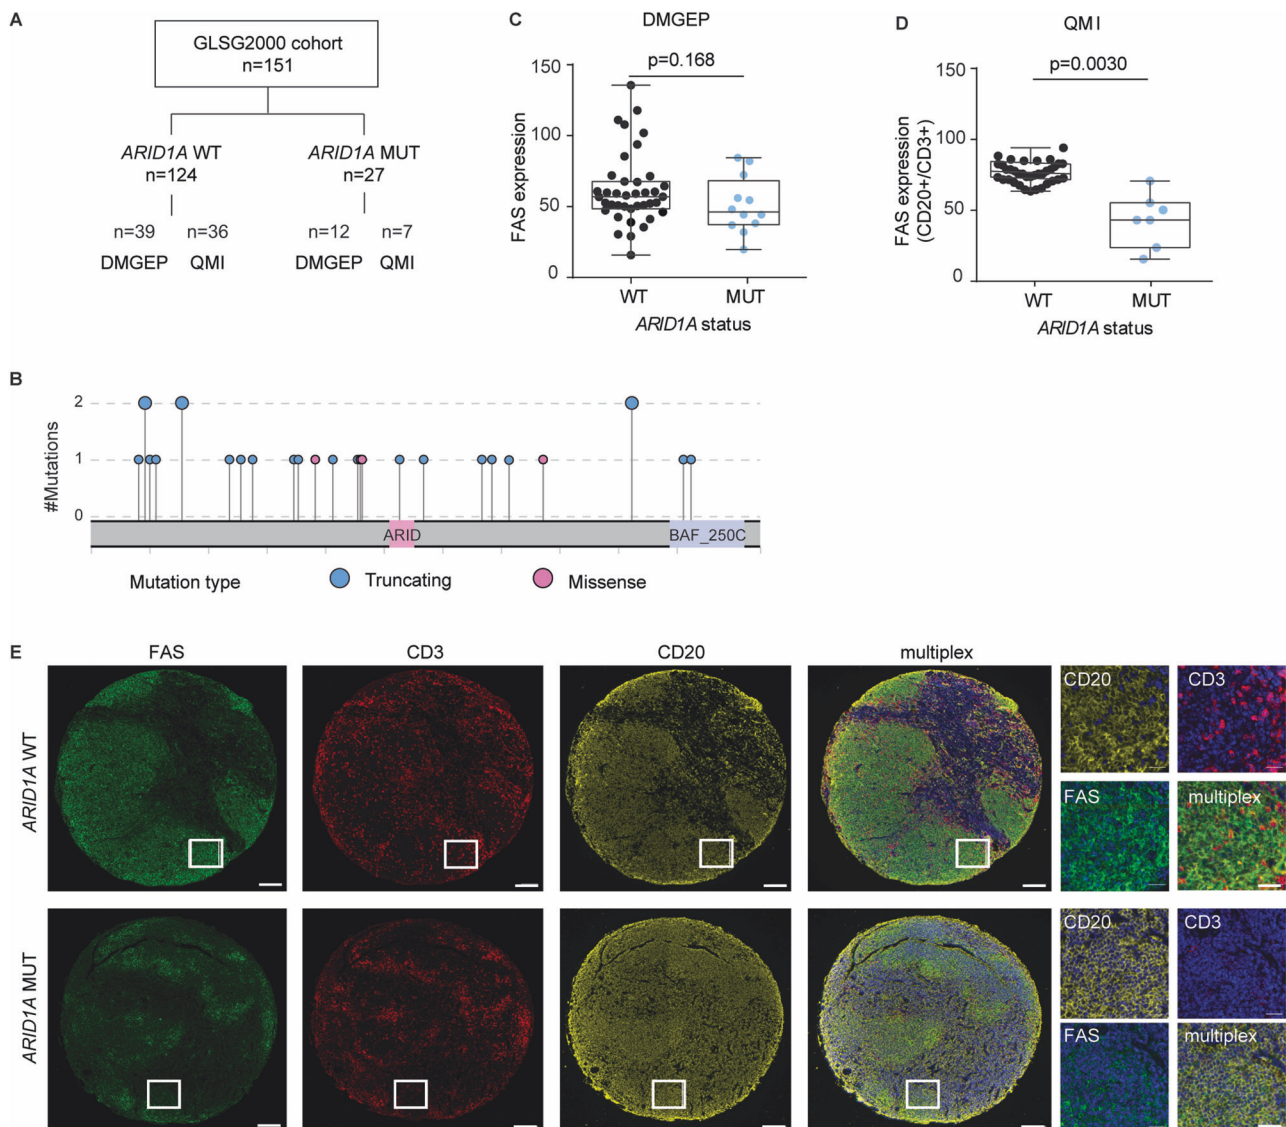 A
GLSG2000 cohort
n=151
ARID1A WT
n=124
ARID1A MUT
n=27
n=39
n=36
n=12
n=7
DMGEP
QMI
DMGEP
QMI
C
DMGEP
p=0.168
150
100
50
0
FAS expression
WT
MUT
ARID1A status
D
QMI
p=0.0030
150
100
50
0
FAS expression
(CD20+/CD3+)
WT
MUT
ARID1A status
B
#Mutations
2
1
0
ARID
BAF_250C
Mutation type
Truncating
Missense
E
FAS
CD3
CD20
multiplex
ARID1A WT
CD20
CD3
FAS
multiplex
ARID1A MUT
CD20
CD3
FAS
multiplex